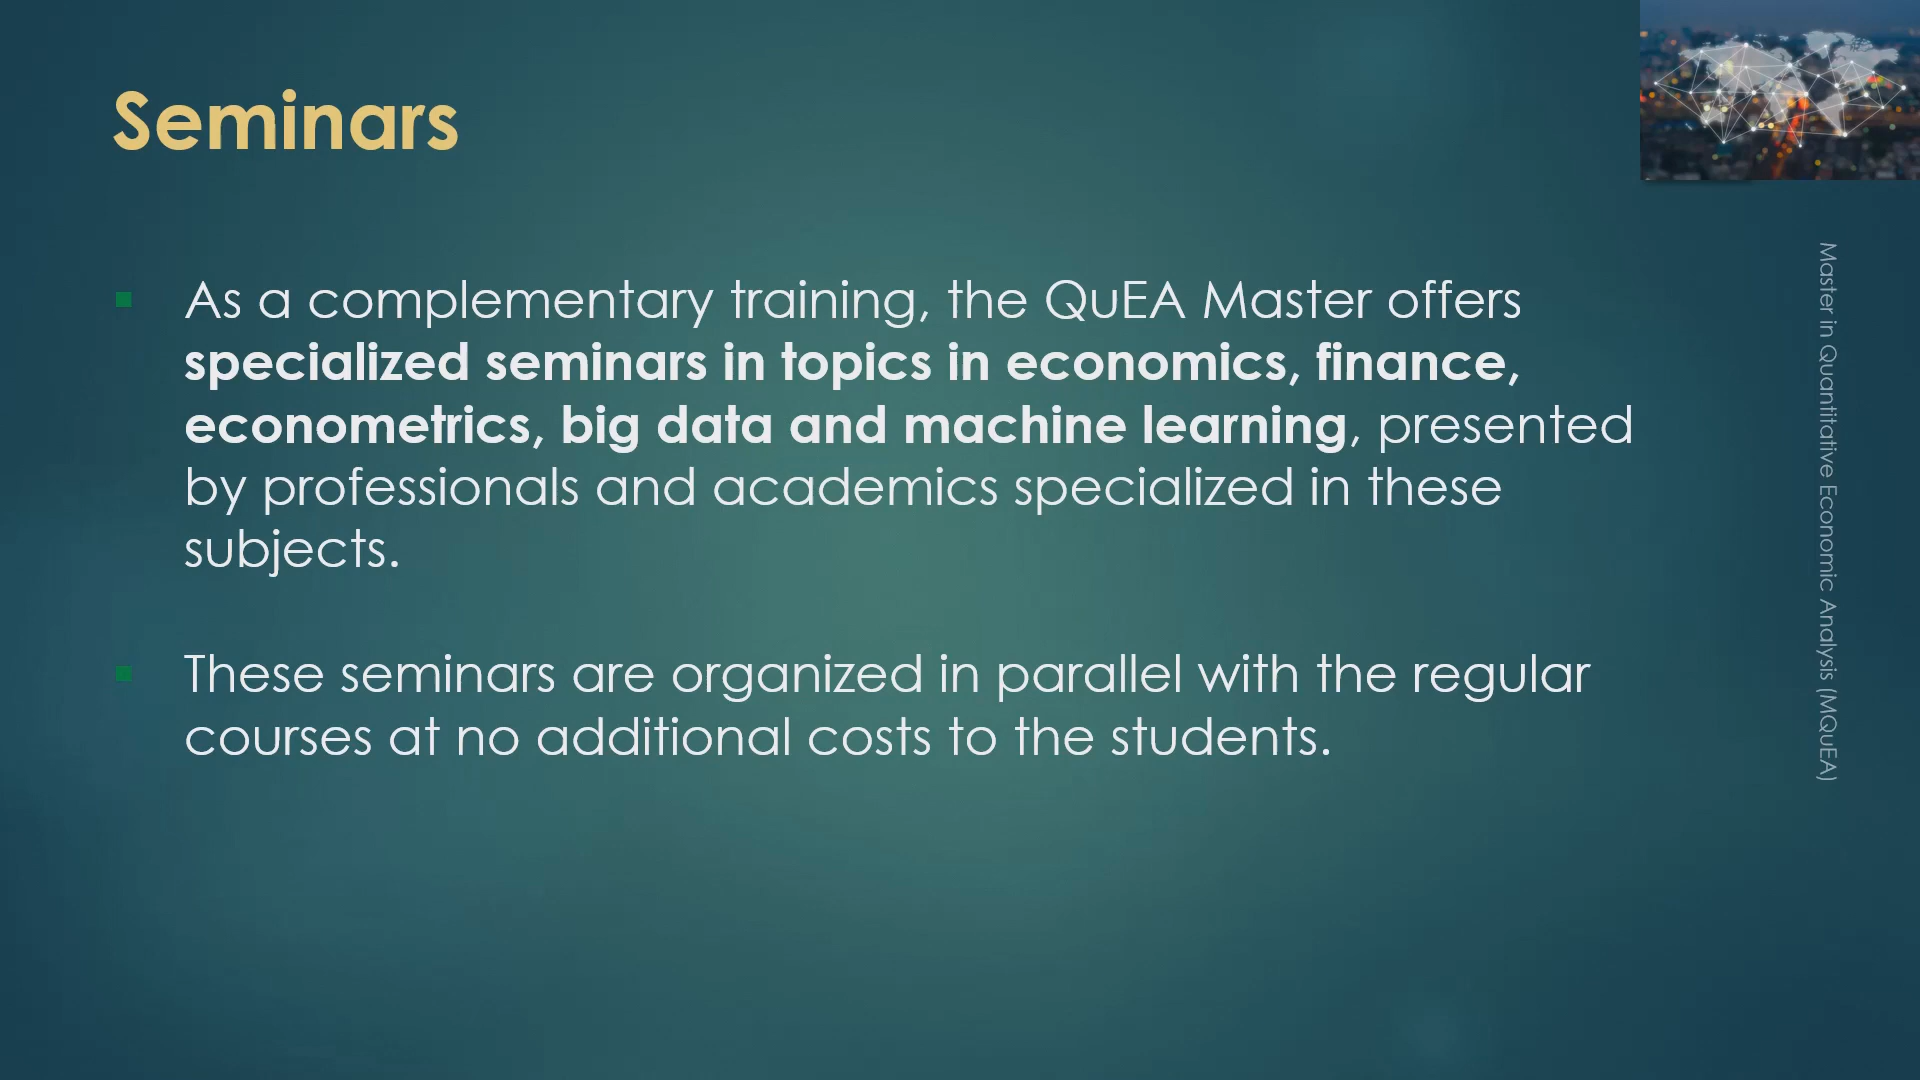 Seminars
As a complementary training, the QuEA Master offers
specialized seminars in topics in economics, finance,
econometrics, big data and machine learning, presented
by professionals and academics specialized in these
subjects.
These seminars are organized in parallel with the regular
courses at no additional costs to the students.
Master in Quantitative Economic Analysis (MQuEA)